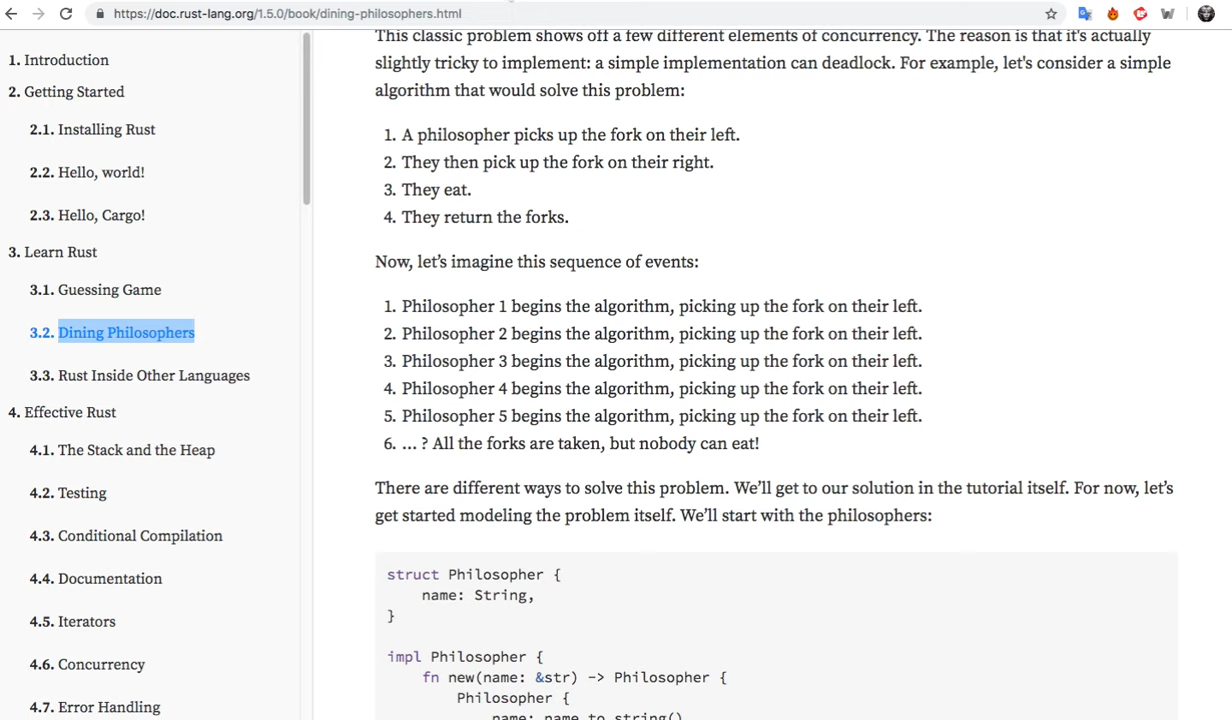 https://doc.rust-lang.org/1.5.0/book/dining-philosophers.html
1. Introduction
2. Getting Started
2.1. Installing Rust
2.2. Hello, world!
2.3. Hello, Cargo!
3. Learn Rust
3.1. Guessing Game
3.2. Dining Philosophers
3.3. Rust Inside Other Languages
4. Effective Rust
4.1. The Stack and the Heap
4.2. Testing
4.3. Conditional Compilation
4.4. Documentation
4.5. Iterators
4.6. Concurrency
4.7. Error Handling
This classic problem shows off a few different elements of concurrency. The reason is that it's actually
slightly tricky to implement: a simple implementation can deadlock. For example, let's consider a simple
algorithm that would solve this problem:
1. A philosopher picks up the fork on their left.
2. They then pick up the fork on their right.
3. They eat.
4. They return the forks.
Now, let’s imagine this sequence of events:
1. Philosopher 1 begins the algorithm, picking up the fork on their left.
2. Philosopher 2 begins the algorithm, picking up the fork on their left.
3. Philosopher 3 begins the algorithm, picking up the fork on their left.
4. Philosopher 4 begins the algorithm, picking up the fork on their left.
5. Philosopher 5 begins the algorithm, picking up the fork on their left.
6. ... ? All the forks are taken, but nobody can eat!
There are different ways to solve this problem. We’ll get to our solution in the tutorial itself. For now, let’s
get started modeling the problem itself. We’ll start with the philosophers:
struct Philosopher {
name: String,
}
impl Philosopher {
fn new(name: &str) -> Philosopher {
Philosopher {
name: name.to_string(),